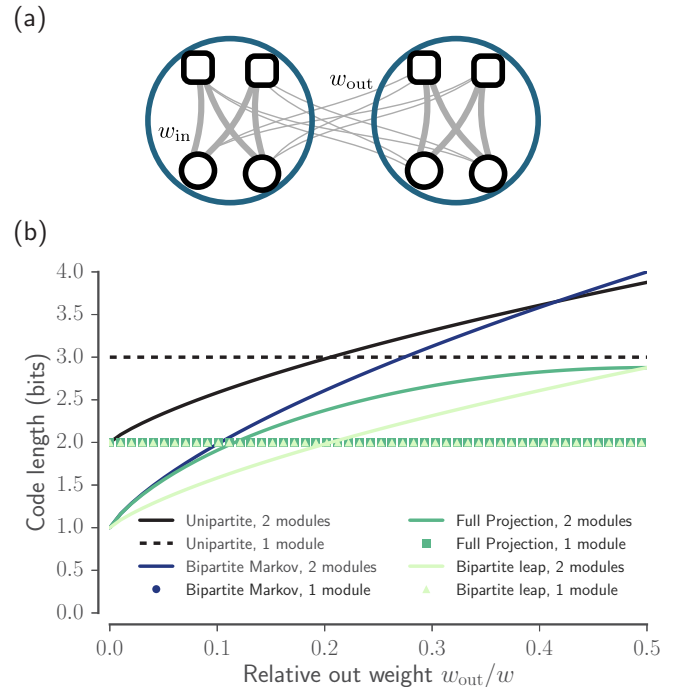 (a)
w_out
w_in
(b)
Code length (bits)
4.0
3.5
3.0
2.5
2.0
1.5
1.0
0.5
0.0
Unipartite, 2 modules
Unipartite, 1 module
Bipartite Markov, 2 modules
Bipartite Markov, 1 module
Full Projection, 2 modules
Full Projection, 1 module
Bipartite leap, 2 modules
Bipartite leap, 1 module
0.0 0.1 0.2 0.3 0.4 0.5
Relative out weight w_out/w